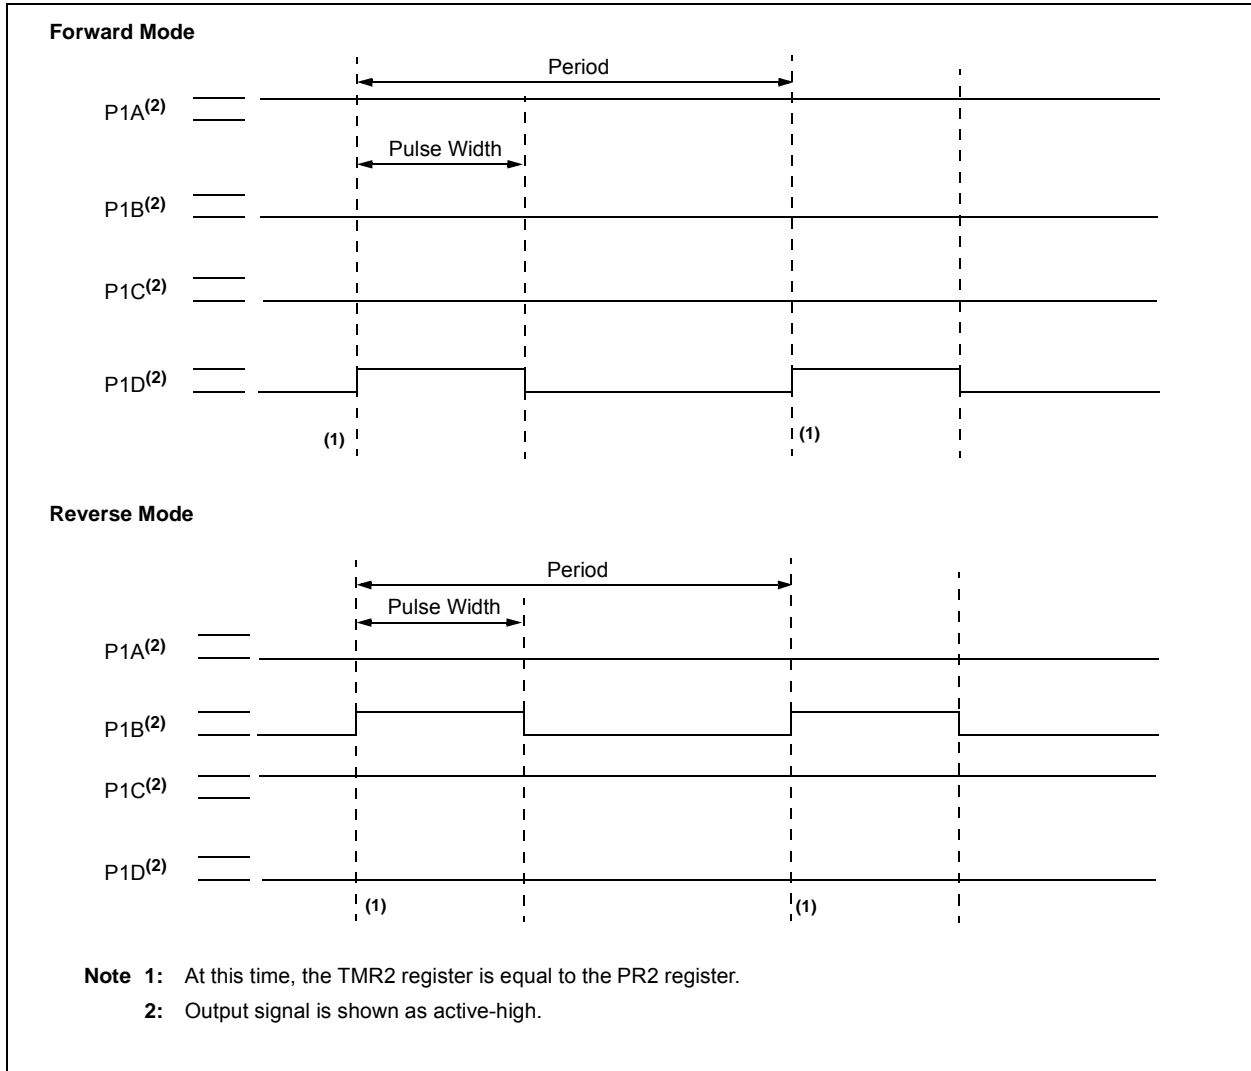 Forward Mode
Period
P1A(2)
Pulse Width
P1B(2)
P1C(2)
P1D(2)
(1)
(1)
Reverse Mode
Period
Pulse Width
P1A(2)
P1B(2)
P1C(2)
P1D(2)
(1)
(1)
Note 1: At this time, the TMR2 register is equal to the PR2 register.
2: Output signal is shown as active-high.